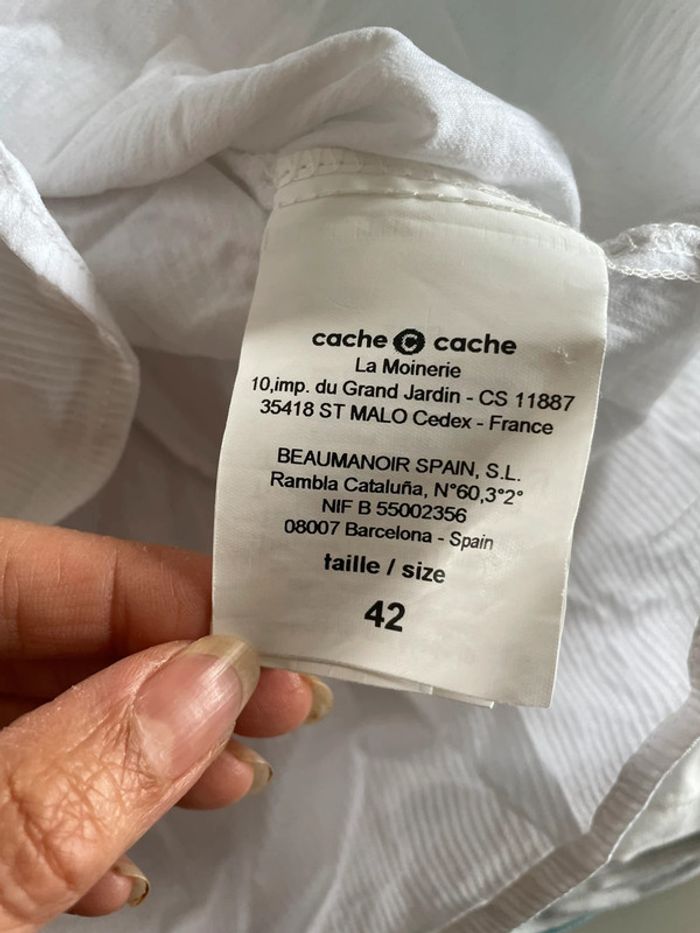 cache C cache
La Moinerie
10,imp. du Grand Jardin - CS 11887
35418 ST MALO Cedex - France
BEAUMANOIR SPAIN, S.L.
Rambla Cataluña, N°60,3°2°
NIF B 55002356
08007 Barcelona - Spain
taille / size
42